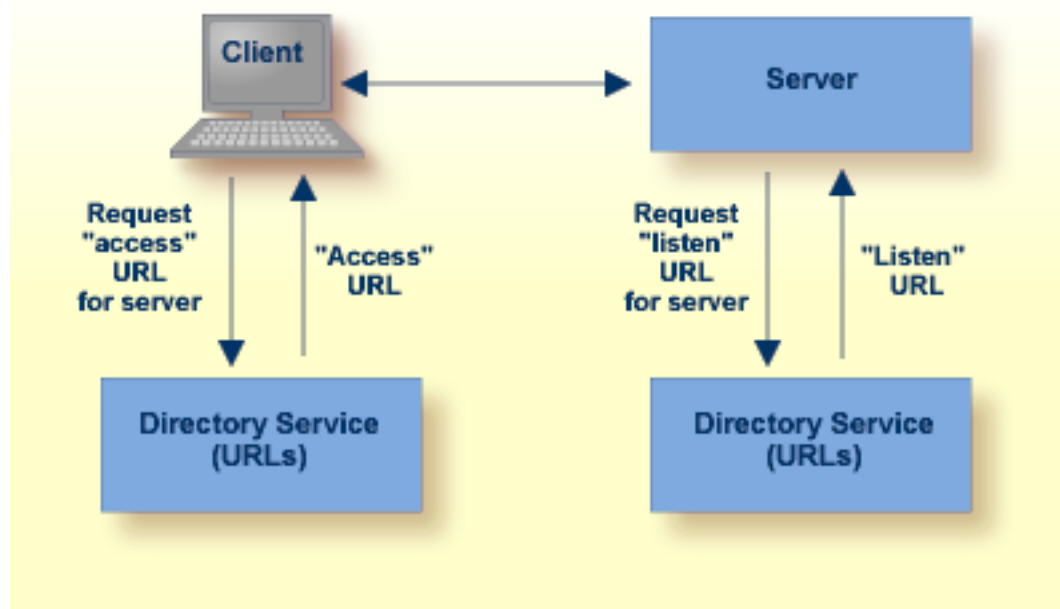 Client
Server
Request
"access"
URL
for server
"Access"
URL
Request
"listen"
URL
for server
"Listen"
URL
Directory Service
(URLs)
Directory Service
(URLs)